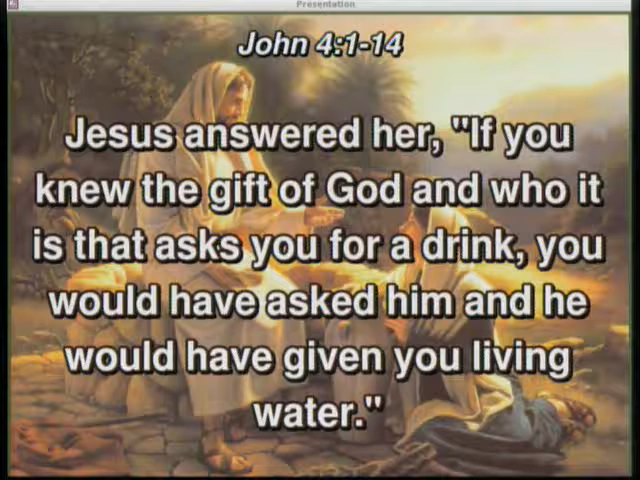 Presentation
John 4:1-14
Jesus answered her, "If you
knew the gift of God and who it
is that asks you for a drink, you
would have asked him and he
would have given you living
water."